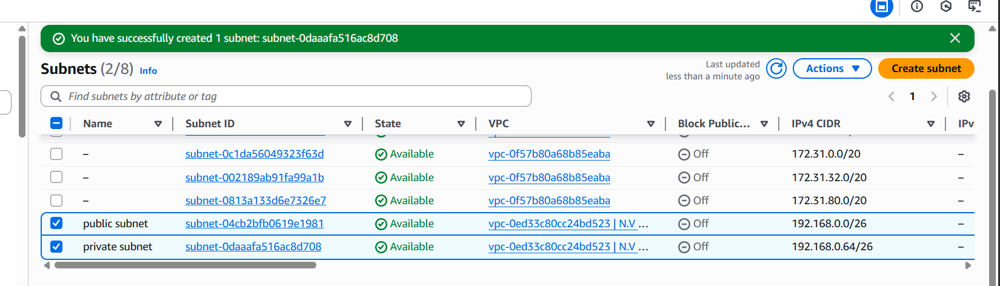 You have successfully created 1 subnet: subnet-0daaafa516ac8d708
Subnets (2/8) Info
Last updated
less than a minute ago
Actions
Create subnet
Find subnets by attribute or tag
1
Name Subnet ID State VPC Block Public... IPv4 CIDR IPv
– subnet-0c1da56049323f63d Available vpc-0f57b80a68b85eaba Off 172.31.0.0/20 –
– subnet-002189ab91fa99a1b Available vpc-0f57b80a68b85eaba Off 172.31.32.0/20 –
– subnet-0813a133d6e7326e7 Available vpc-0f57b80a68b85eaba Off 172.31.80.0/20 –
public subnet subnet-04cb2bfb0619e1981 Available vpc-0ed33c80cc24bd523 | N.V ... Off 192.168.0.0/26 –
private subnet subnet-0daaafa516ac8d708 Available vpc-0ed33c80cc24bd523 | N.V ... Off 192.168.0.64/26 –